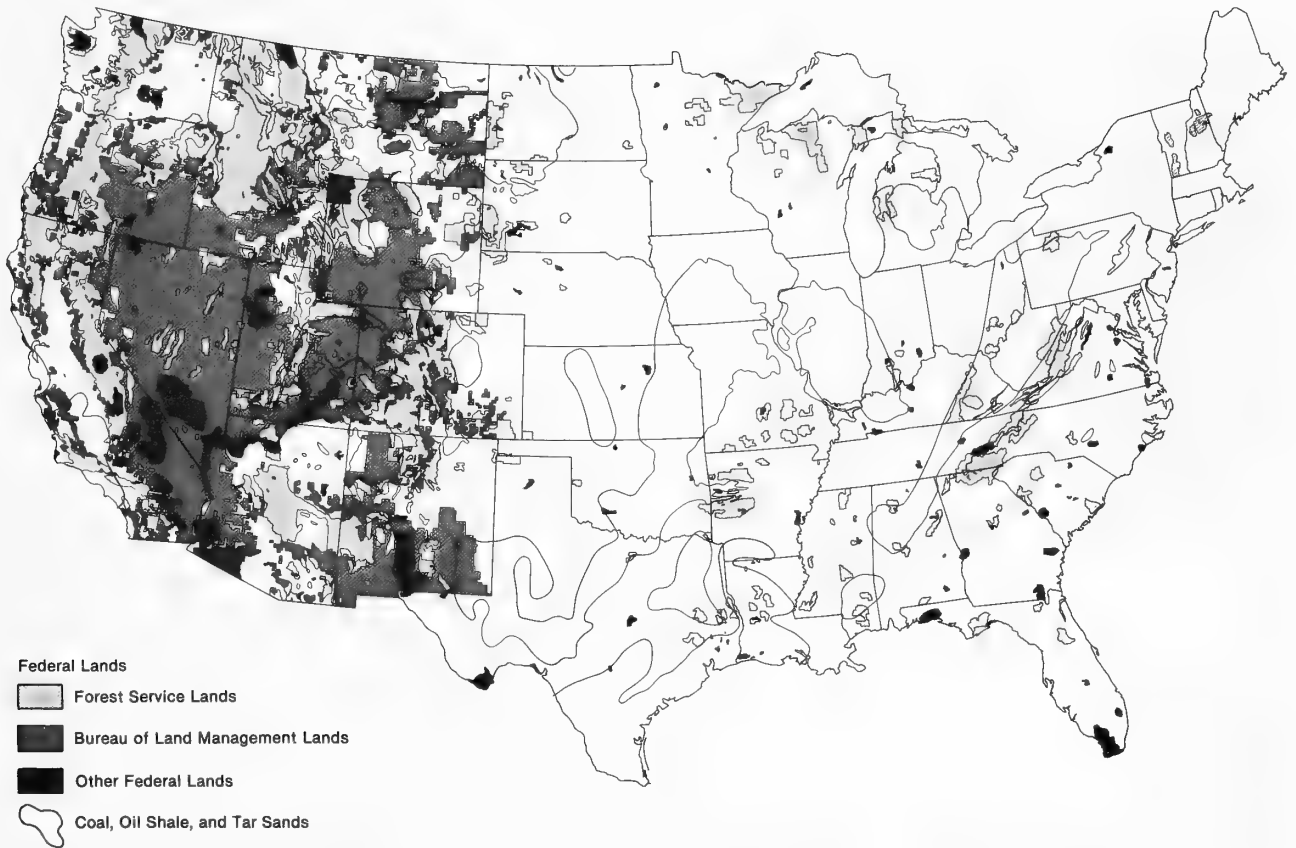 Federal Lands
Forest Service Lands
Bureau of Land Management Lands
Other Federal Lands
Coal, Oil Shale, and Tar Sands